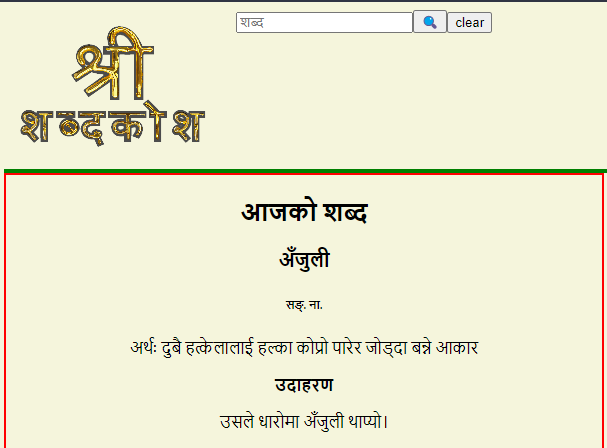 श्री
शब्दकोश
शब्द
clear
आजको शब्द
अँजुली
सङ्. ना.
अर्थः दुबै हत्केलालाई हल्का कोप्रो पारेर जोड्दा बन्ने आकार
उदाहरण
उसले धारोमा अँजुली थाप्यो।